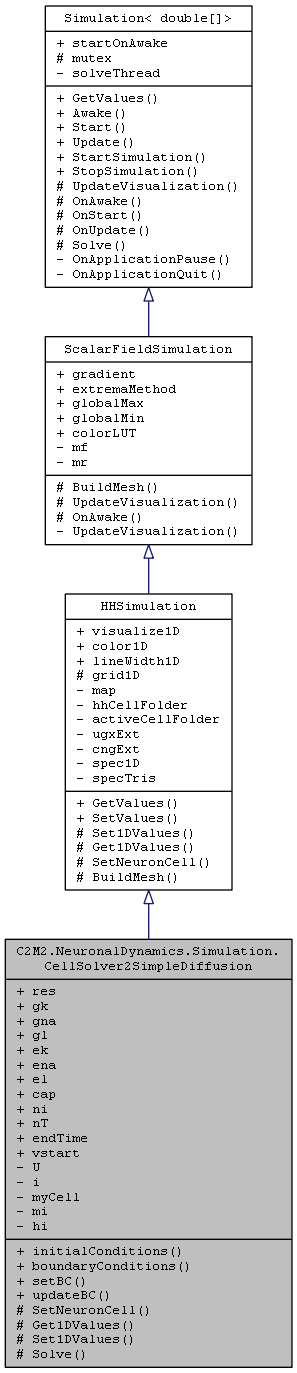 Simulation< double[]>
+ startOnAwake
# mutex
- solveThread
+ GetValues()
+ Awake()
+ Start()
+ Update()
+ StartSimulation()
+ StopSimulation()
# UpdateVisualization()
# OnAwake()
# OnStart()
# OnUpdate()
# Solve()
- OnApplicationPause()
- OnApplicationQuit()
ScalarFieldSimulation
+ gradient
+ extremaMethod
+ globalMax
+ globalMin
+ colorLUT
- mf
- mr
# BuildMesh()
# UpdateVisualization()
# OnAwake()
- UpdateVisualization()
HHSimulation
+ visualize1D
+ color1D
+ lineWidth1D
# grid1D
- map
- hhCellFolder
- activeCellFolder
- ugxExt
- cngExt
- spec1D
- specTris
+ GetValues()
+ SetValues()
# Set1DValues()
# Get1DValues()
# SetNeuronCell()
# BuildMesh()
C2M2.NeuronalDynamics.Simulation.
CellSolver2SimpleDiffusion
+ res
+ gk
+ gna
+ gl
+ ek
+ ena
+ el
+ cap
+ ni
+ nT
+ endTime
+ vstart
- U
- i
- myCell
- mi
- hi
+ initialConditions()
+ boundaryConditions()
+ setBC()
+ updateBC()
# SetNeuronCell()
# Get1DValues()
# Set1DValues()
# Solve()